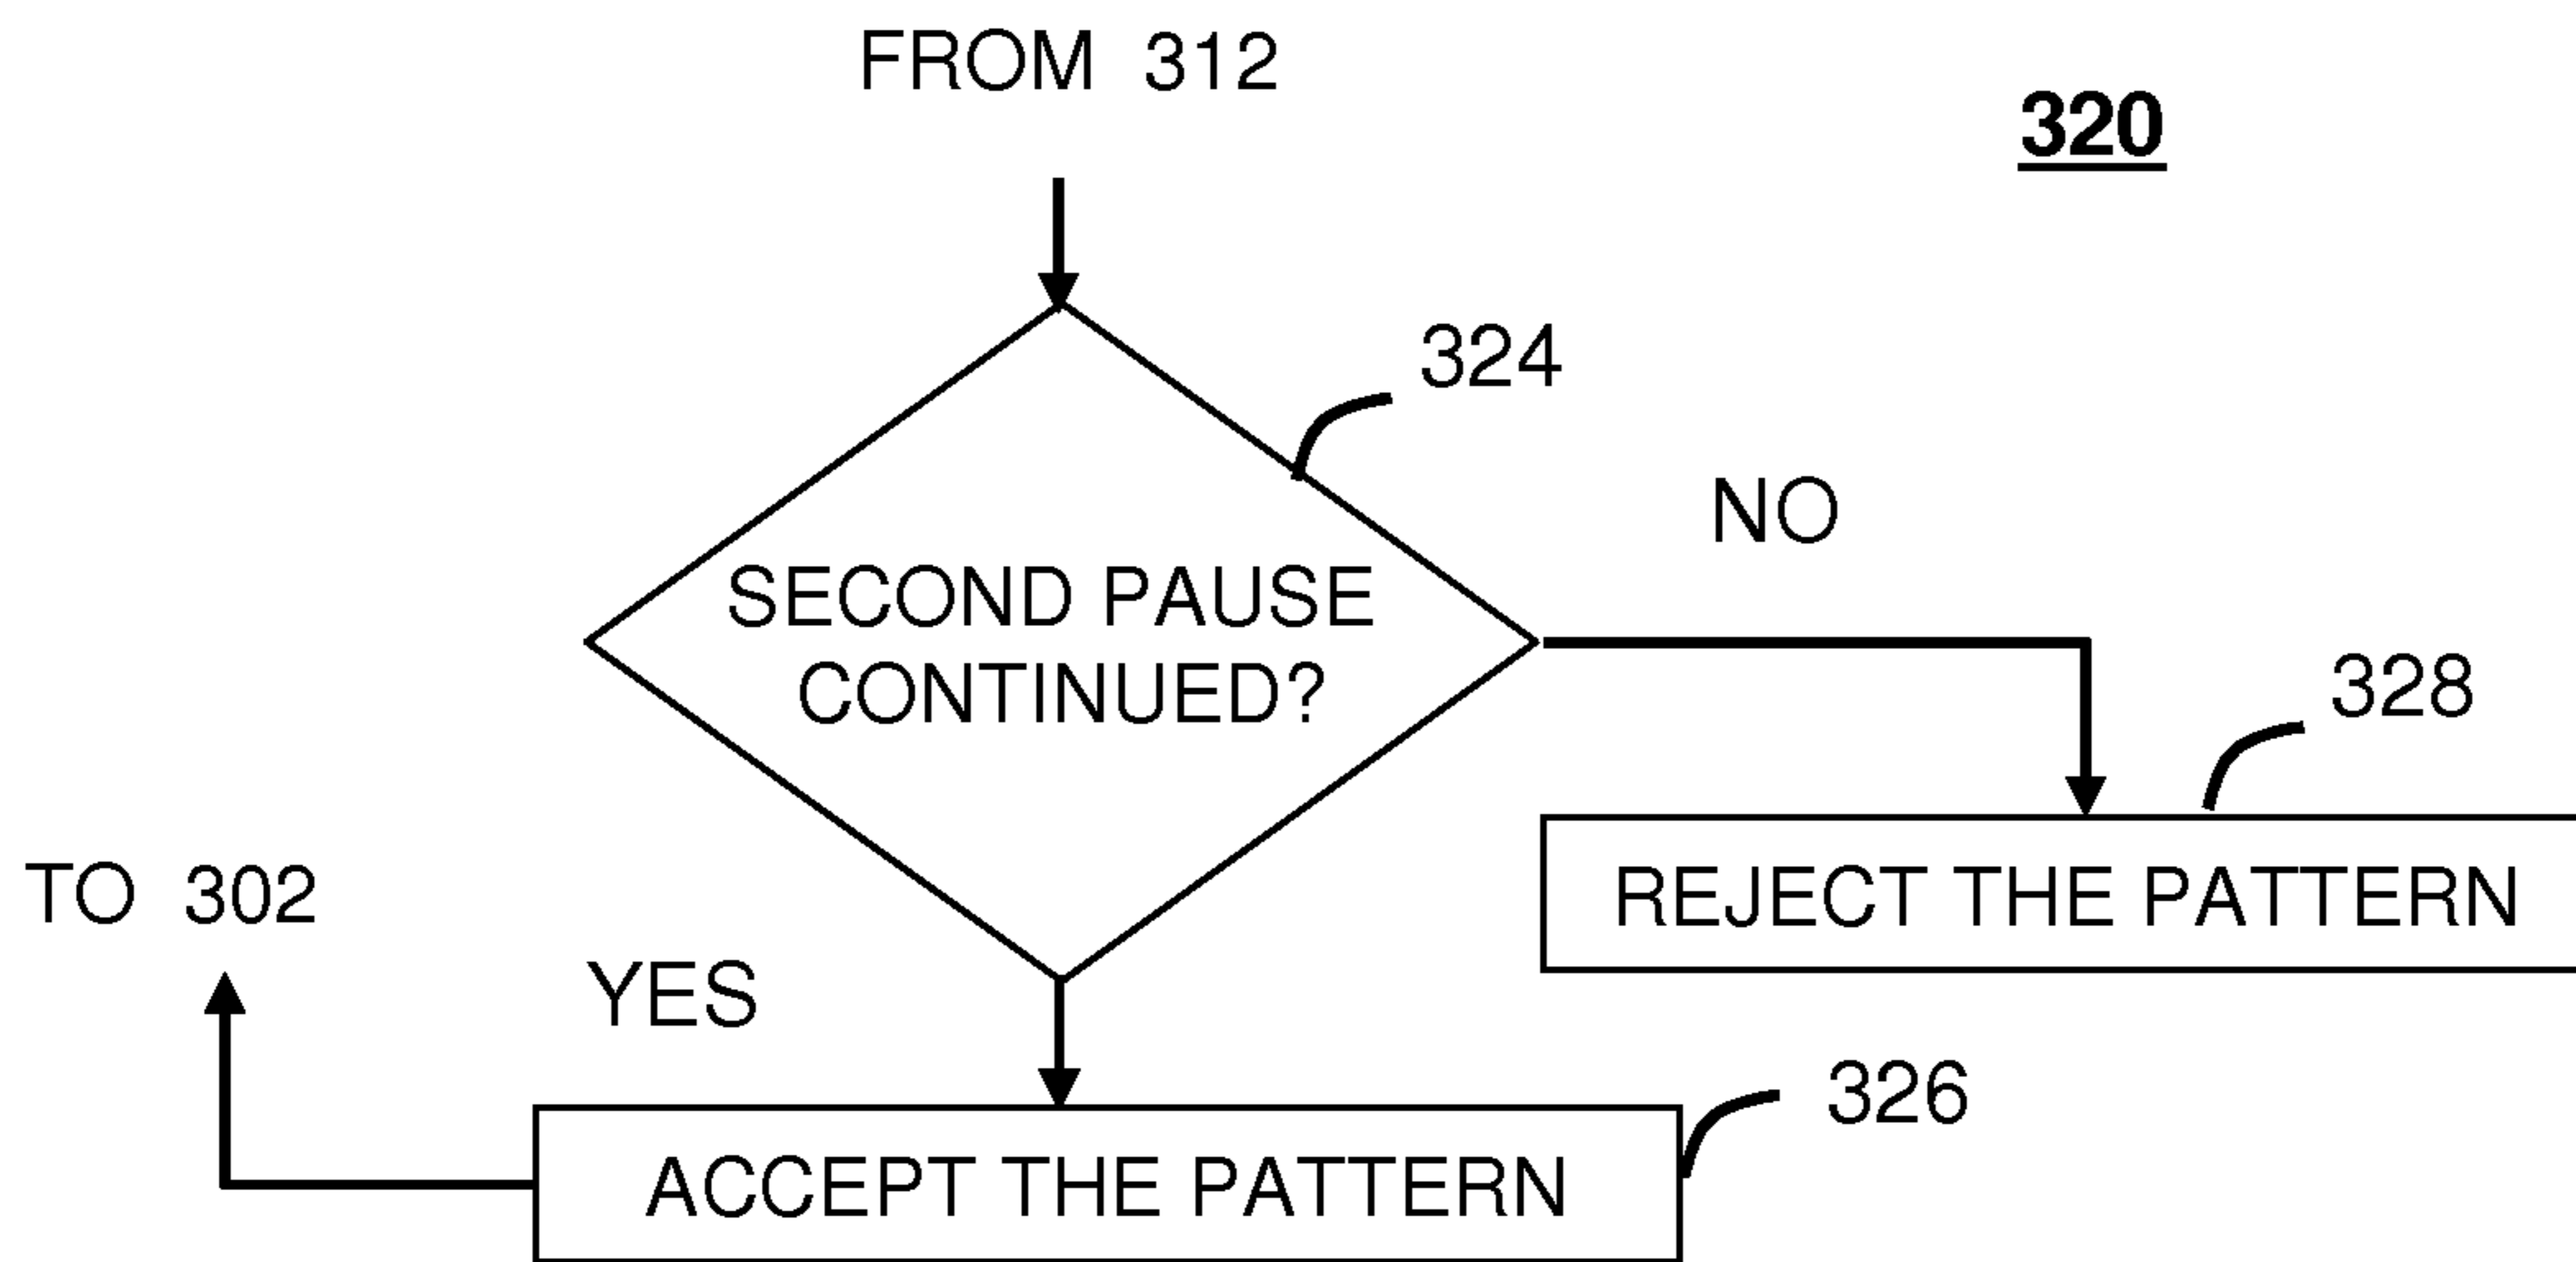 FROM 312
320
324
NO
SECOND PAUSE
CONTINUED?
328
TO 302
REJECT THE PATTERN
YES
326
ACCEPT THE PATTERN